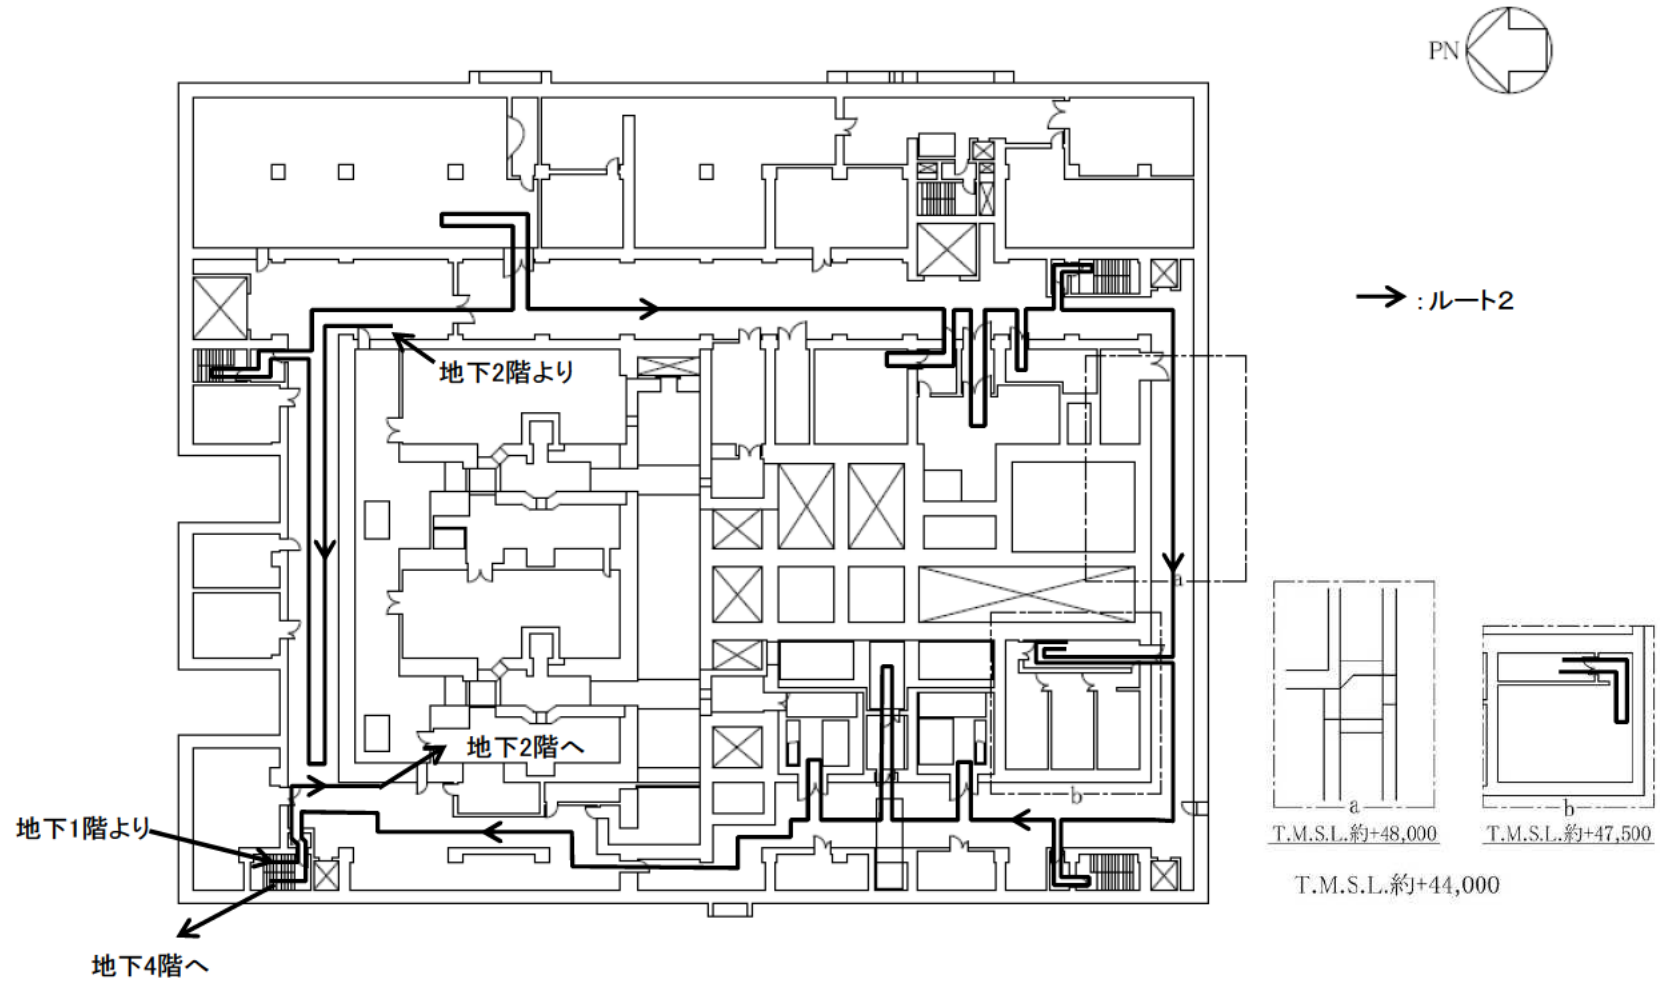 PN
：ルート２
地下2階より
a
地下2階へ
b
地下1階より
地下4階へ
a
T.M.S.L.約+48,000
b
T.M.S.L.約+47,500
T.M.S.L.約+44,000